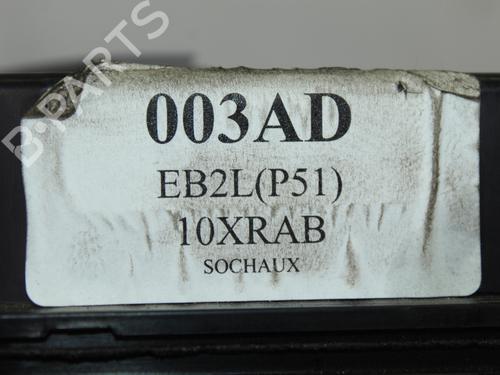 B-PARTS
003AD
EB2L(P51)
10XRAB
SOCHAUX